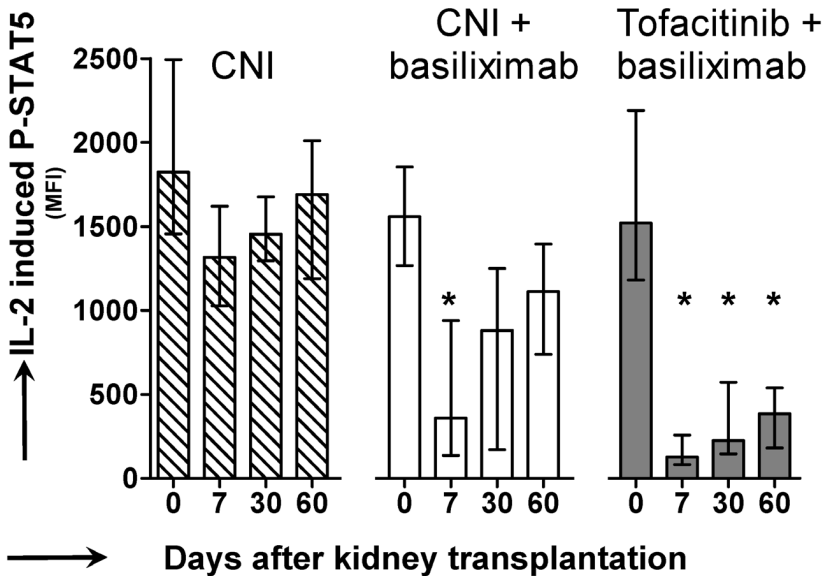 CNI
CNI +
basiliximab
Tofacitinib +
basiliximab
IL-2 induced P-STAT5
(MFI)
2500
2000
1500
1000
500
0
* * * *
0 7 30 60 0 7 30 60 0 7 30 60
Days after kidney transplantation